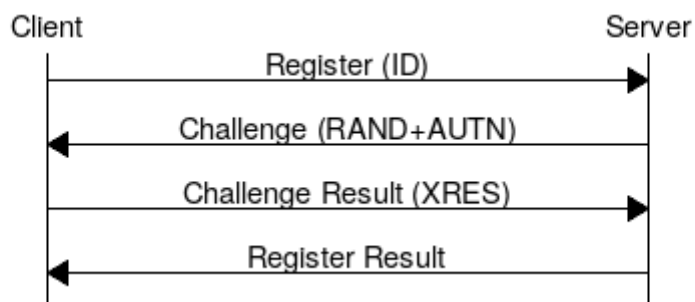 Client Server
Register (ID)
Challenge (RAND+AUTN)
Challenge Result (XRES)
Register Result